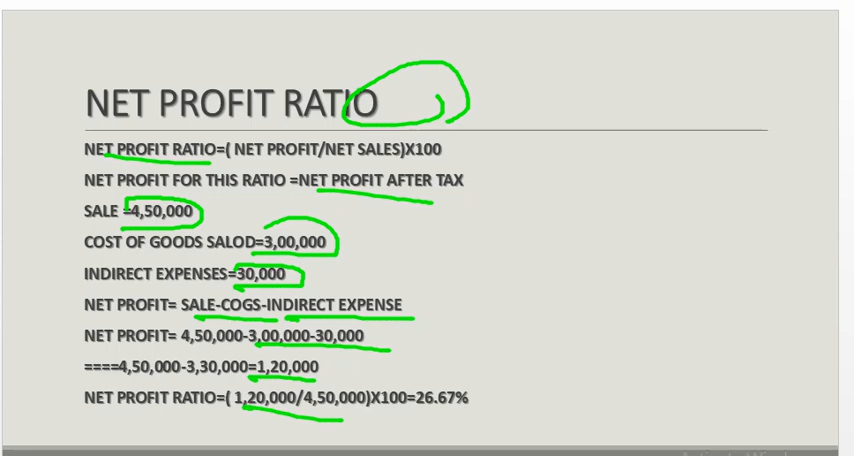 NET PROFIT RATIO
NET PROFIT RATIO=( NET PROFIT/NET SALES)X100
NET PROFIT FOR THIS RATIO =NET PROFIT AFTER TAX
SALE =4,50,000
COST OF GOODS SALOD=3,00,000
INDIRECT EXPENSES=30,000
NET PROFIT= SALE-COGS-INDIRECT EXPENSE
NET PROFIT= 4,50,000-3,00,000-30,000
====4,50,000-3,30,000=1,20,000
NET PROFIT RATIO=( 1,20,000/4,50,000)X100=26.67%